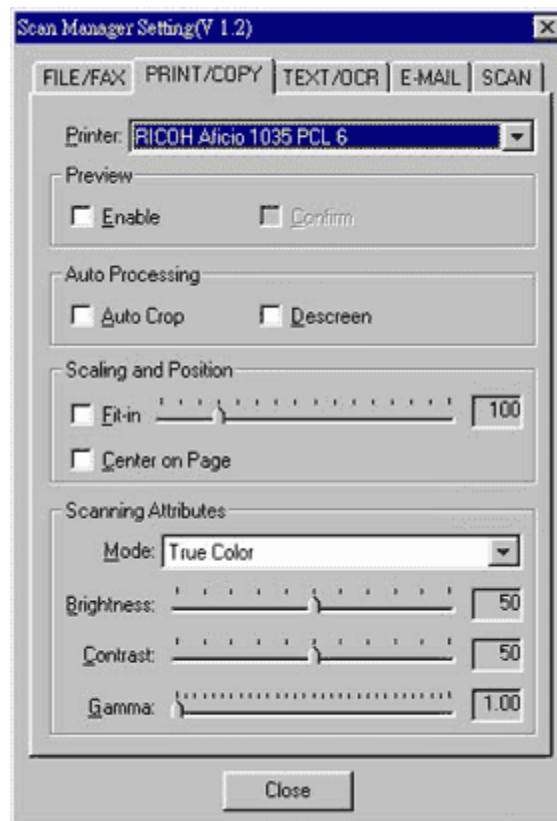 Scan Manager Setting(V 1.2)
FILE/FAX PRINT/COPY TEXT/OCR E-MAIL SCAN
Printer: RICOH Aficio 1035 PCL 6
Preview
Enable Confirm
Auto Processing
Auto Crop Descreen
Scaling and Position
Fit-in 100
Center on Page
Scanning Attributes
Mode: True Color
Brightness: 50
Contrast: 50
Gamma: 1.00
Close